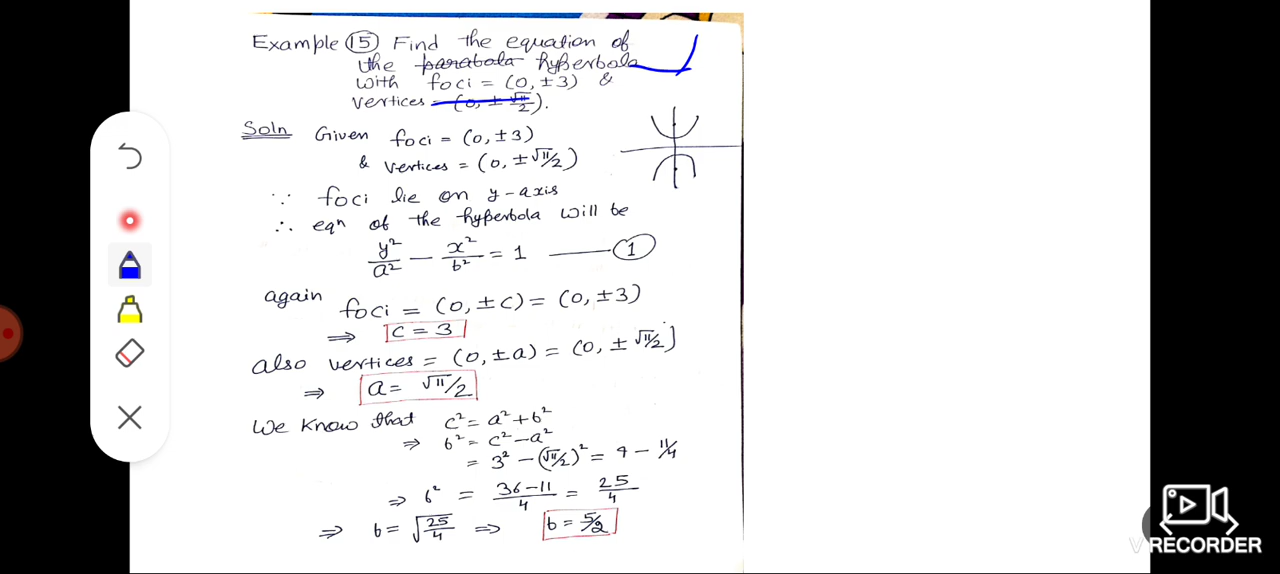 Example 15 Find the equation of
the parabola hyperbola
with foci = (0, ±3) &
vertices = (0, ± √11/2).
Soln Given foci = (0, ±3)
& vertices = (0, ±√11/2)
∵ foci lie on y-axis
∴ eqn of the hyperbola will be
y²/a² − x²/b² = 1 —— 1
again foci = (0, ±c) = (0, ±3)
⇒ c = 3
also vertices = (0, ±a) = (0, ± √11/2]
⇒ a = √11/2
We know that c² = a² + b²
⇒ b² = c² − a²
= 3² − (√11/2)² = 9 − 11/4
⇒ b² = 36−11/4 = 25/4
⇒ b = √25/4 ⇒ b = 5/2
V RECORDER